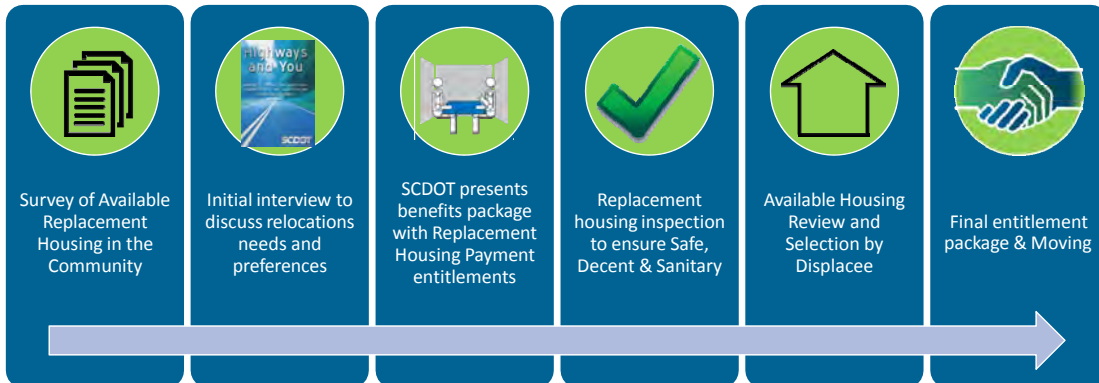 Highways
and You
SCDOT
Survey of Available
Replacement
Housing in the
Community
Initial interview to
discuss relocations
needs and
preferences
SCDOT presents
benefits package
with Replacement
Housing Payment
entitlements
Replacement
housing inspection
to ensure Safe,
Decent & Sanitary
Available Housing
Review and
Selection by
Displacee
Final entitlement
package & Moving